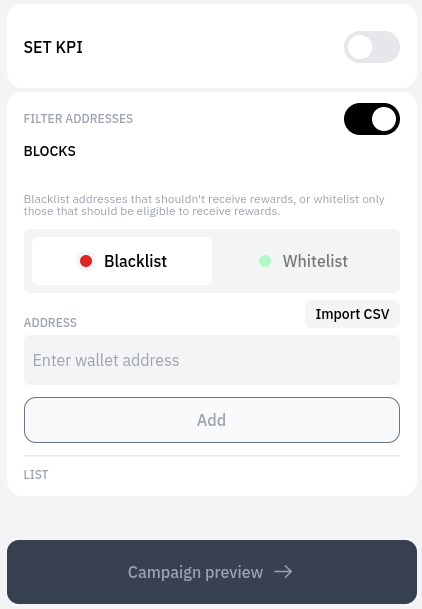 SET KPI
FILTER ADDRESSES
BLOCKS
Blacklist addresses that shouldn't receive rewards, or whitelist only
those that should be eligible to receive rewards.
Blacklist
Whitelist
Import CSV
ADDRESS
Enter wallet address
Add
LIST
Campaign preview